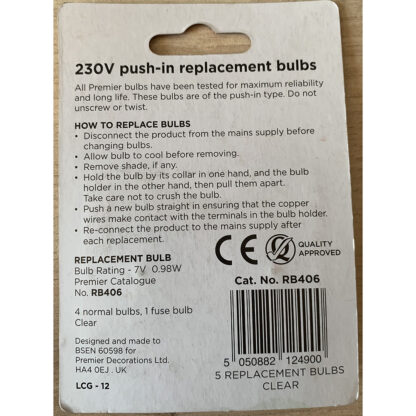 230V push-in replacement bulbs
All Premier bulbs have been tested for maximum reliability
and long life. These bulbs are of the push-in type. Do not
unscrew or twist.
HOW TO REPLACE BULBS
• Disconnect the product from the mains supply before
changing bulbs.
• Allow bulb to cool before removing.
• Remove shade, if any.
• Hold the bulb by its collar in one hand, and the bulb
holder in the other hand, then pull them apart.
Take care not to crush the bulb.
• Push a new bulb straight in ensuring that the copper
wires make contact with the terminals in the bulb holder.
• Re-connect the product to the mains supply after
each replacement.
REPLACEMENT BULB
Bulb Rating - 7V 0.98W
Premier Catalogue
No. RB406
4 normal bulbs, 1 fuse bulb
Clear
Designed and made to
BSEN 60598 for
Premier Decorations Ltd.
HA4 0EJ . UK
LCG - 12
CE
QUALITY
APPROVED
Cat. No. RB406
5 050882 124900
5 REPLACEMENT BULBS
CLEAR